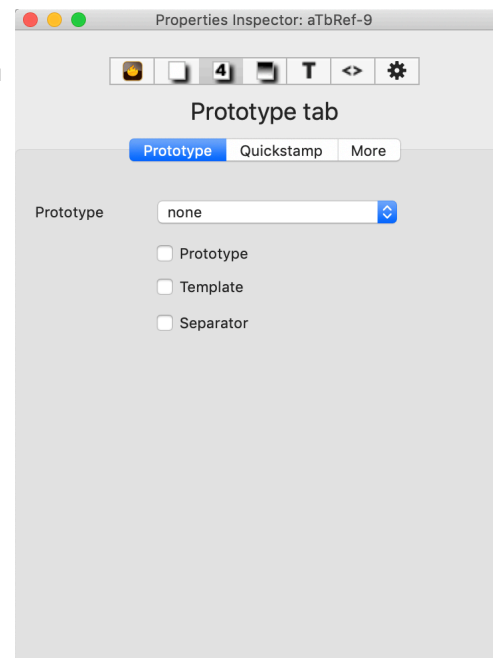 Properties Inspector: aTbRef-9
4 T <>
Prototype tab
Prototype Quickstamp More
Prototype none
Prototype
Template
Separator